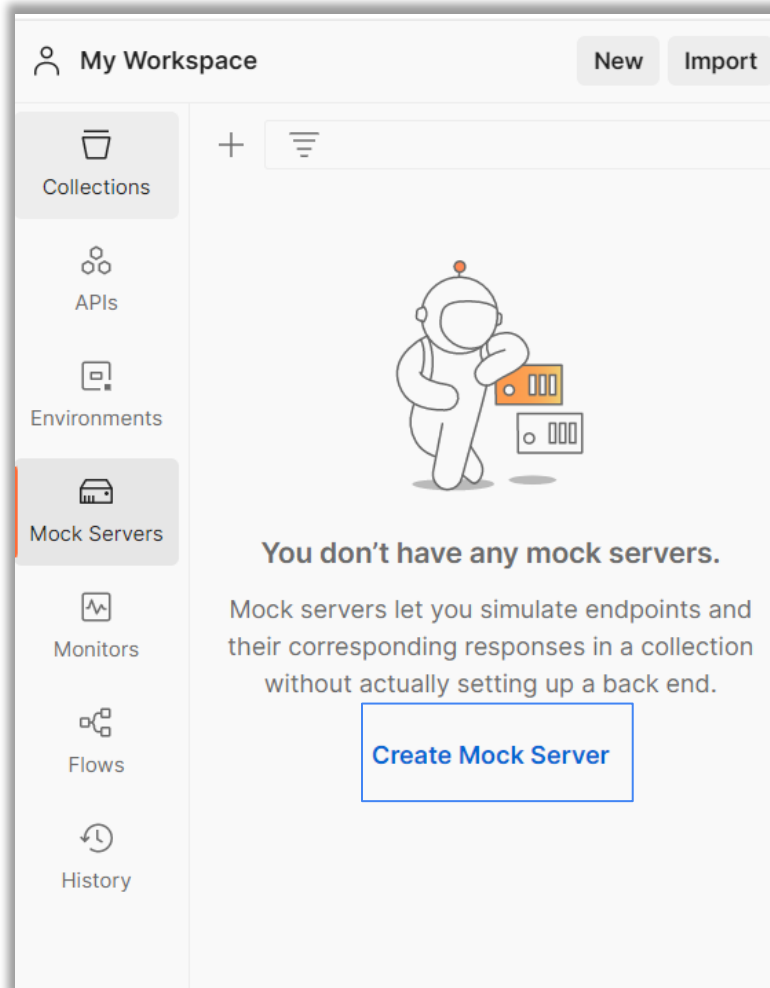 My Workspace
New
Import
Collections
APIs
Environments
Mock Servers
Monitors
Flows
History
You don’t have any mock servers.
Mock servers let you simulate endpoints and
their corresponding responses in a collection
without actually setting up a back end.
Create Mock Server